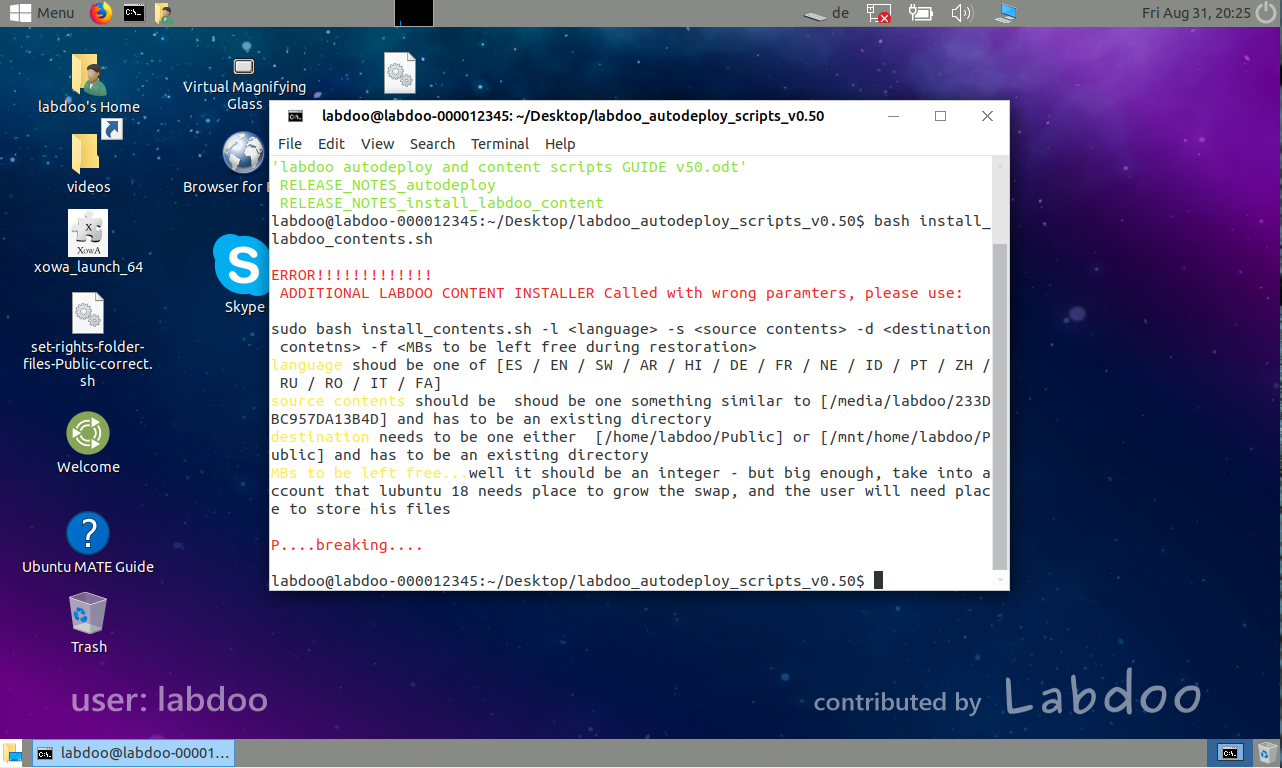 Menu
de
Fri Aug 31, 20:25
labdoo's Home
videos
xowa_launch_64
set-rights-folder-
files-Public-correct.
sh
Welcome
Ubuntu MATE Guide
Trash
Virtual Magnifying
Glass
Browser for
Skype
X
XOWA
labdoo@labdoo-000012345: ~/Desktop/labdoo_autodeploy_scripts_v0.50
File Edit View Search Terminal Help
'labdoo autodeploy and content scripts GUIDE v50.odt'
RELEASE_NOTES_autodeploy
RELEASE_NOTES_install_labdoo_content
labdoo@labdoo-000012345:~/Desktop/labdoo_autodeploy_scripts_v0.50$ bash install_
labdoo_contents.sh
ERROR!!!!!!!!!!!!!
ADDITIONAL LABDOO CONTENT INSTALLER Called with wrong paramters, please use:
sudo bash install_contents.sh -l <language> -s <source contents> -d <destination
contetns> -f <MBs to be left free during restoration>
language shoud be one of [ES / EN / SW / AR / HI / DE / FR / NE / ID / PT / ZH /
RU / RO / IT / FA]
source contents should be  shoud be one something similar to [/media/labdoo/233D
BC957DA13B4D] and has to be an existing directory
destination needs to be one either  [/home/labdoo/Public] or [/mnt/home/labdoo/P
ublic] and has to be an existing directory
MBs to be left free...well it should be an integer - but big enough, take into a
ccount that lubuntu 18 needs place to grow the swap, and the user will need plac
e to store his files
P....breaking....
labdoo@labdoo-000012345:~/Desktop/labdoo_autodeploy_scripts_v0.50$
user: labdoo
contributed by Labdoo
labdoo@labdoo-00001...